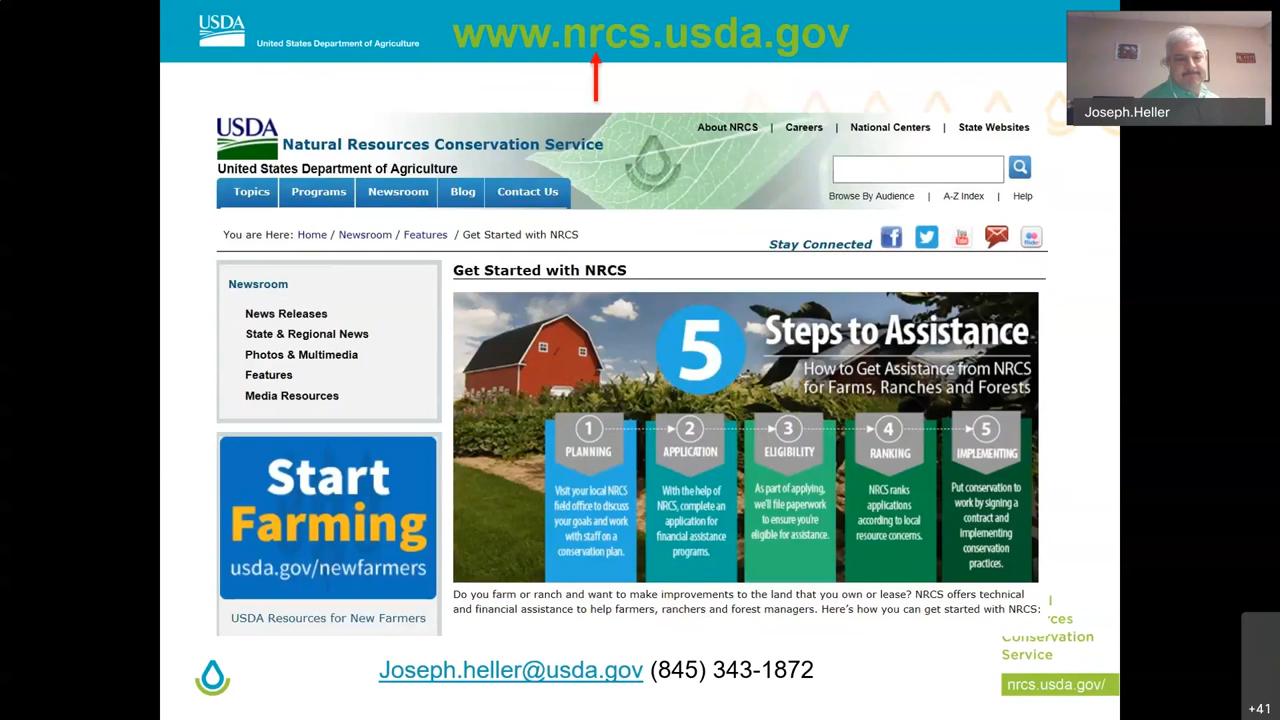 USDA
United States Department of Agriculture
www.nrcs.usda.gov
Joseph.Heller
USDA
Natural Resources Conservation Service
United States Department of Agriculture
About NRCS | Careers | National Centers | State Websites
Browse By Audience | A-Z Index | Help
Topics
Programs
Newsroom
Blog
Contact Us
You are Here: Home / Newsroom / Features / Get Started with NRCS
Stay Connected
You Tube
flickr
Newsroom
News Releases
State & Regional News
Photos & Multimedia
Features
Media Resources
Start
Farming
usda.gov/newfarmers
USDA Resources for New Farmers
Get Started with NRCS
5
Steps to Assistance
How to Get Assistance from NRCS
for Farms, Ranches and Forests
1
PLANNING
Visit your local NRCS
field office to discuss
your goals and work
with staff on a
conservation plan.
2
APPLICATION
With the help of
NRCS, complete an
application for
financial assistance
programs.
3
ELIGIBILITY
As part of applying,
we'll file paperwork
to ensure you're
eligible for assistance.
4
RANKING
NRCS ranks
applications
according to local
resource concerns.
5
IMPLEMENTING
Put conservation to
work by signing a
contract and
implementing
conservation
practices.
Do you farm or ranch and want to make improvements to the land that you own or lease? NRCS offers technical
and financial assistance to help farmers, ranchers and forest managers. Here's how you can get started with NRCS:
Conservation
Service
nrcs.usda.gov/
Joseph.heller@usda.gov (845) 343-1872
+41